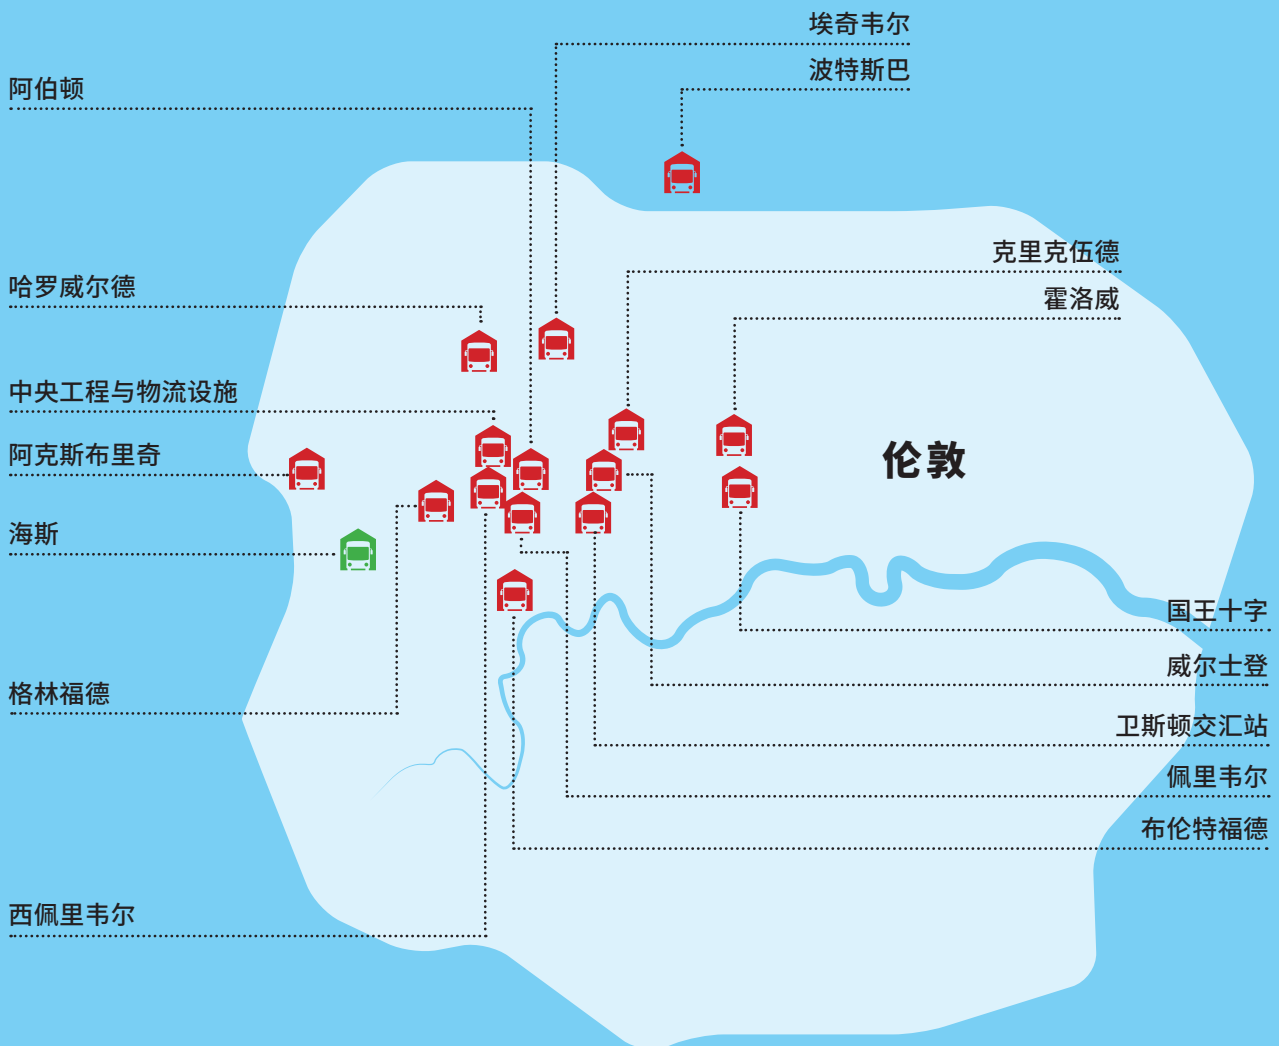 埃奇韦尔
波特斯巴
阿伯顿
克里克伍德
哈罗威尔德
霍洛威
中央工程与物流设施
阿克斯布里奇
伦敦
海斯
国王十字
威尔士登
格林福德
卫斯顿交汇站
佩里韦尔
布伦特福德
西佩里韦尔